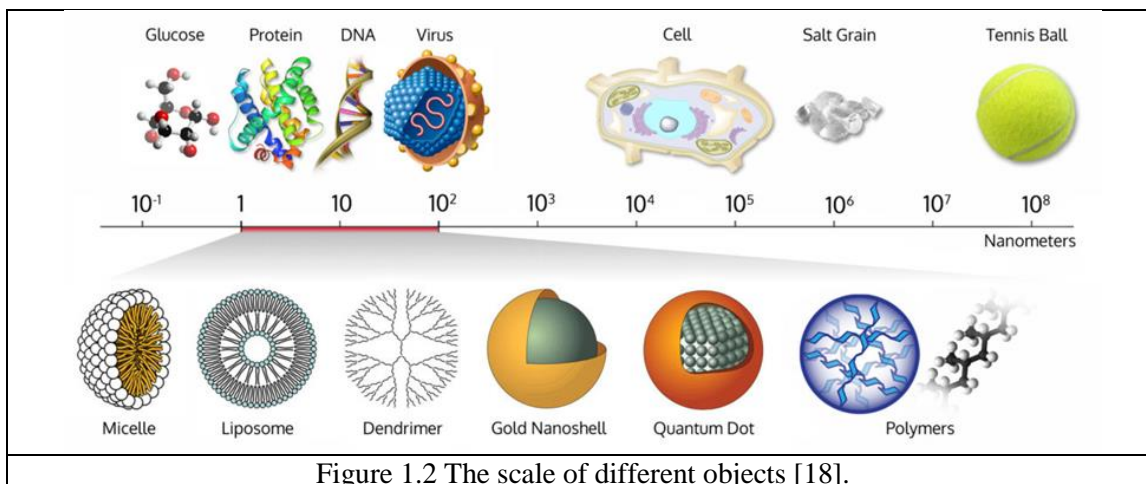 Glucose Protein DNA Virus Cell Salt Grain Tennis Ball
10⁻¹ 1 10 10² 10³ 10⁴ 10⁵ 10⁶ 10⁷ 10⁸
Nanometers
Micelle Liposome Dendrimer Gold Nanoshell Quantum Dot Polymers
Figure 1.2 The scale of different objects [18].